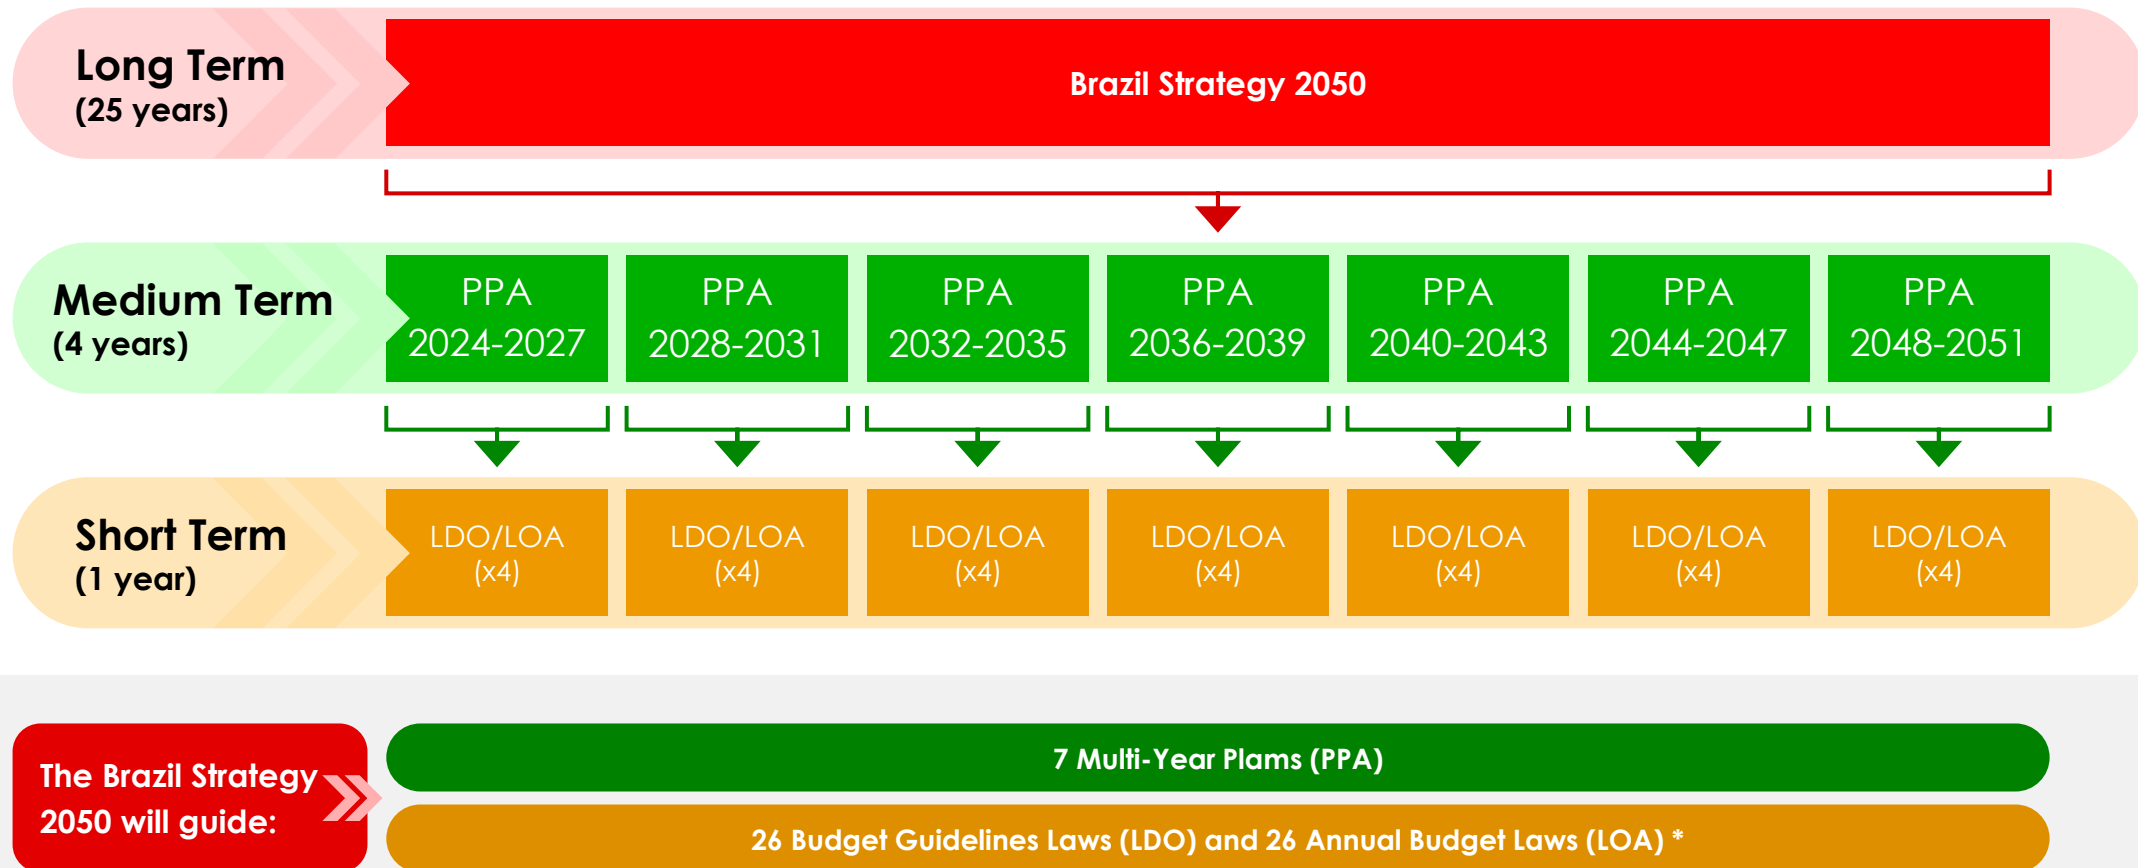 Long Term
(25 years)
Brazil Strategy 2050
Medium Term
(4 years)
PPA
2024-2027
PPA
2028-2031
PPA
2032-2035
PPA
2036-2039
PPA
2040-2043
PPA
2044-2047
PPA
2048-2051
Short Term
(1 year)
LDO/LOA
(x4)
LDO/LOA
(x4)
LDO/LOA
(x4)
LDO/LOA
(x4)
LDO/LOA
(x4)
LDO/LOA
(x4)
LDO/LOA
(x4)
The Brazil Strategy
2050 will guide:
7 Multi-Year Plams (PPA)
26 Budget Guidelines Laws (LDO) and 26 Annual Budget Laws (LOA) *